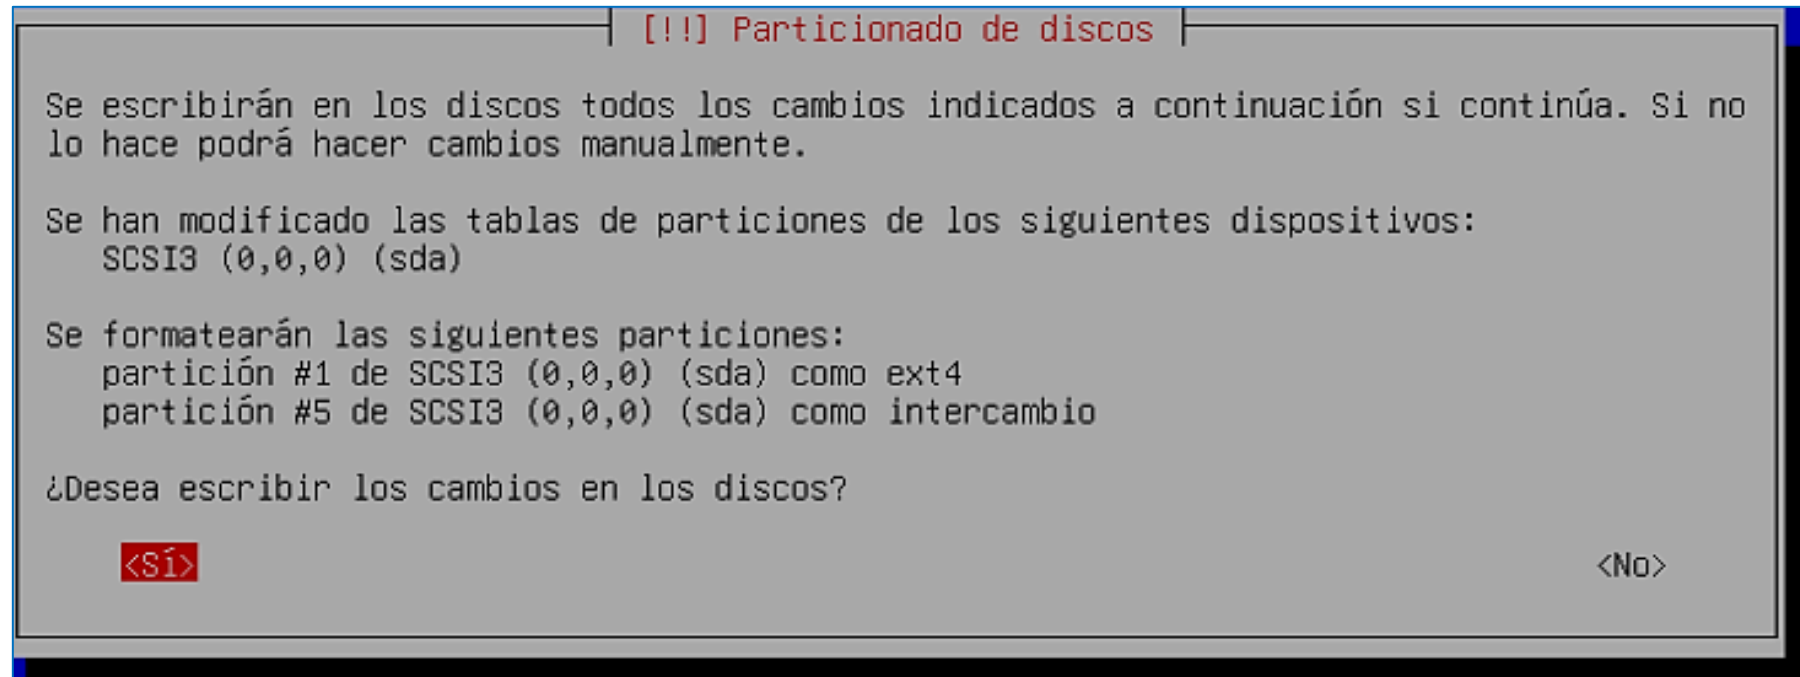 [!!] Particionado de discos
Se escribirán en los discos todos los cambios indicados a continuación si continúa. Si no
lo hace podrá hacer cambios manualmente.
Se han modificado las tablas de particiones de los siguientes dispositivos:
SCSI3 (0,0,0) (sda)
Se formatearán las siguientes particiones:
partición #1 de SCSI3 (0,0,0) (sda) como ext4
partición #5 de SCSI3 (0,0,0) (sda) como intercambio
¿Desea escribir los cambios en los discos?
<Sí> <No>